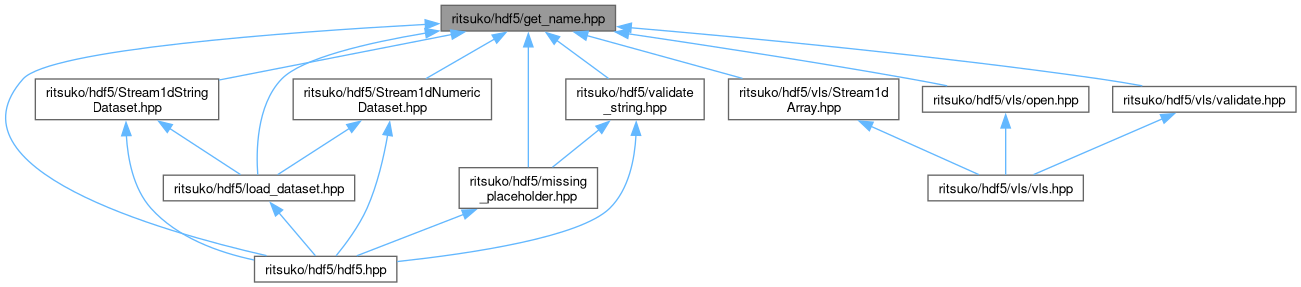 ritsuko/hdf5/get_name.hpp
ritsuko/hdf5/Stream1dString
Dataset.hpp
ritsuko/hdf5/Stream1dNumeric
Dataset.hpp
ritsuko/hdf5/validate
_string.hpp
ritsuko/hdf5/vls/Stream1d
Array.hpp
ritsuko/hdf5/vls/open.hpp
ritsuko/hdf5/vls/validate.hpp
ritsuko/hdf5/load_dataset.hpp
ritsuko/hdf5/missing
_placeholder.hpp
ritsuko/hdf5/vls/vls.hpp
ritsuko/hdf5/hdf5.hpp